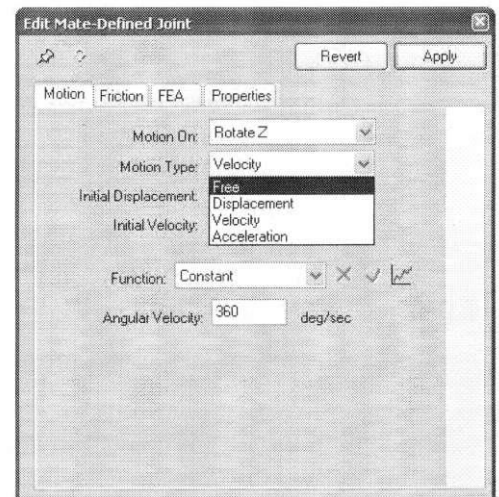 Edit Mate-Defined Joint
Revert
Apply
Motion
Friction
FEA
Properties
Motion On: Rotate Z
Motion Type: Velocity
Free
Initial Displacement:
Displacement
Velocity
Initial Velocity:
Acceleration
Function: Constant
Angular Velocity: 360 deg/sec